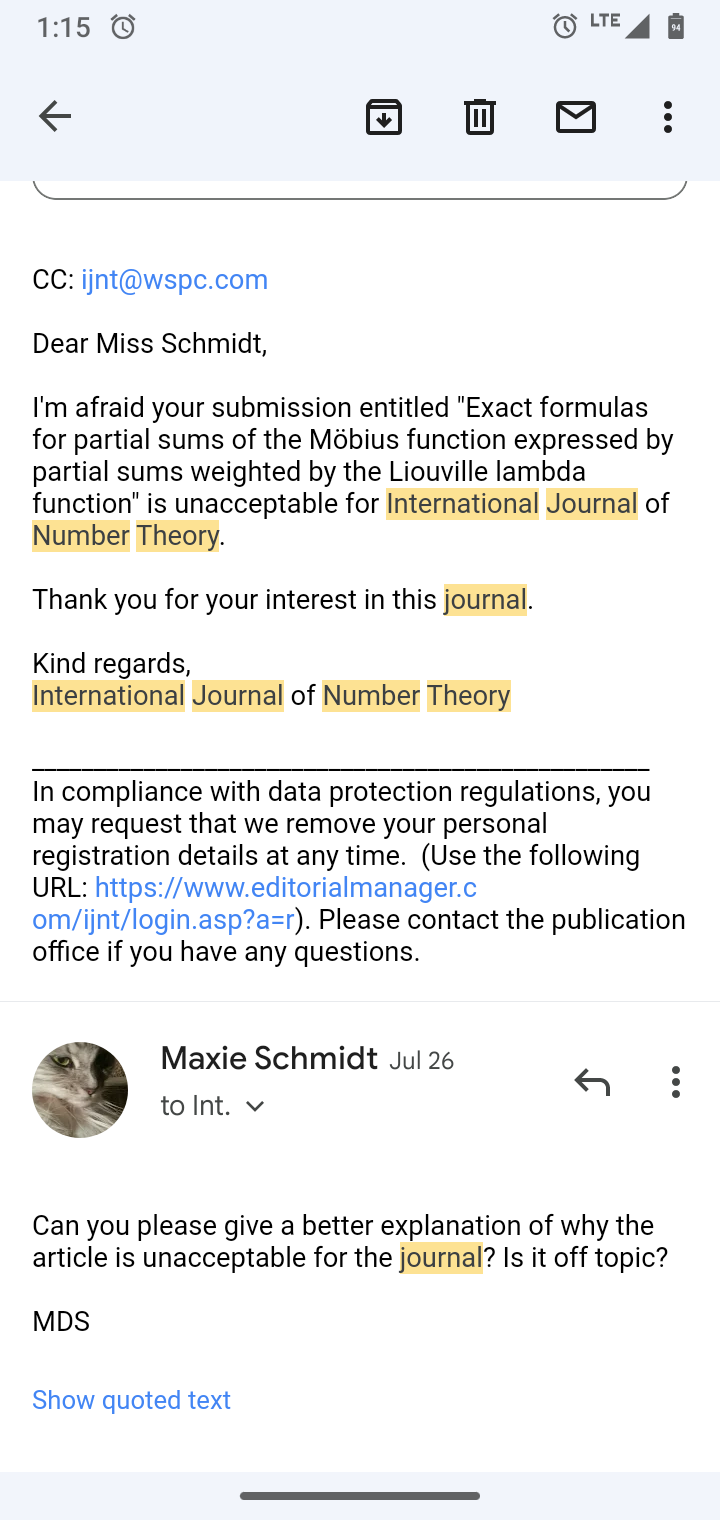 1:15
LTE
94
CC: ijnt@wspc.com
Dear Miss Schmidt,
I'm afraid your submission entitled "Exact formulas
for partial sums of the Möbius function expressed by
partial sums weighted by the Liouville lambda
function" is unacceptable for International Journal of
Number Theory.
Thank you for your interest in this journal.
Kind regards,
International Journal of Number Theory
__________________________________________________
In compliance with data protection regulations, you
may request that we remove your personal
registration details at any time.  (Use the following
URL: https://www.editorialmanager.c
om/ijnt/login.asp?a=r). Please contact the publication
office if you have any questions.
Maxie Schmidt Jul 26
to Int.
Can you please give a better explanation of why the
article is unacceptable for the journal? Is it off topic?
MDS
Show quoted text